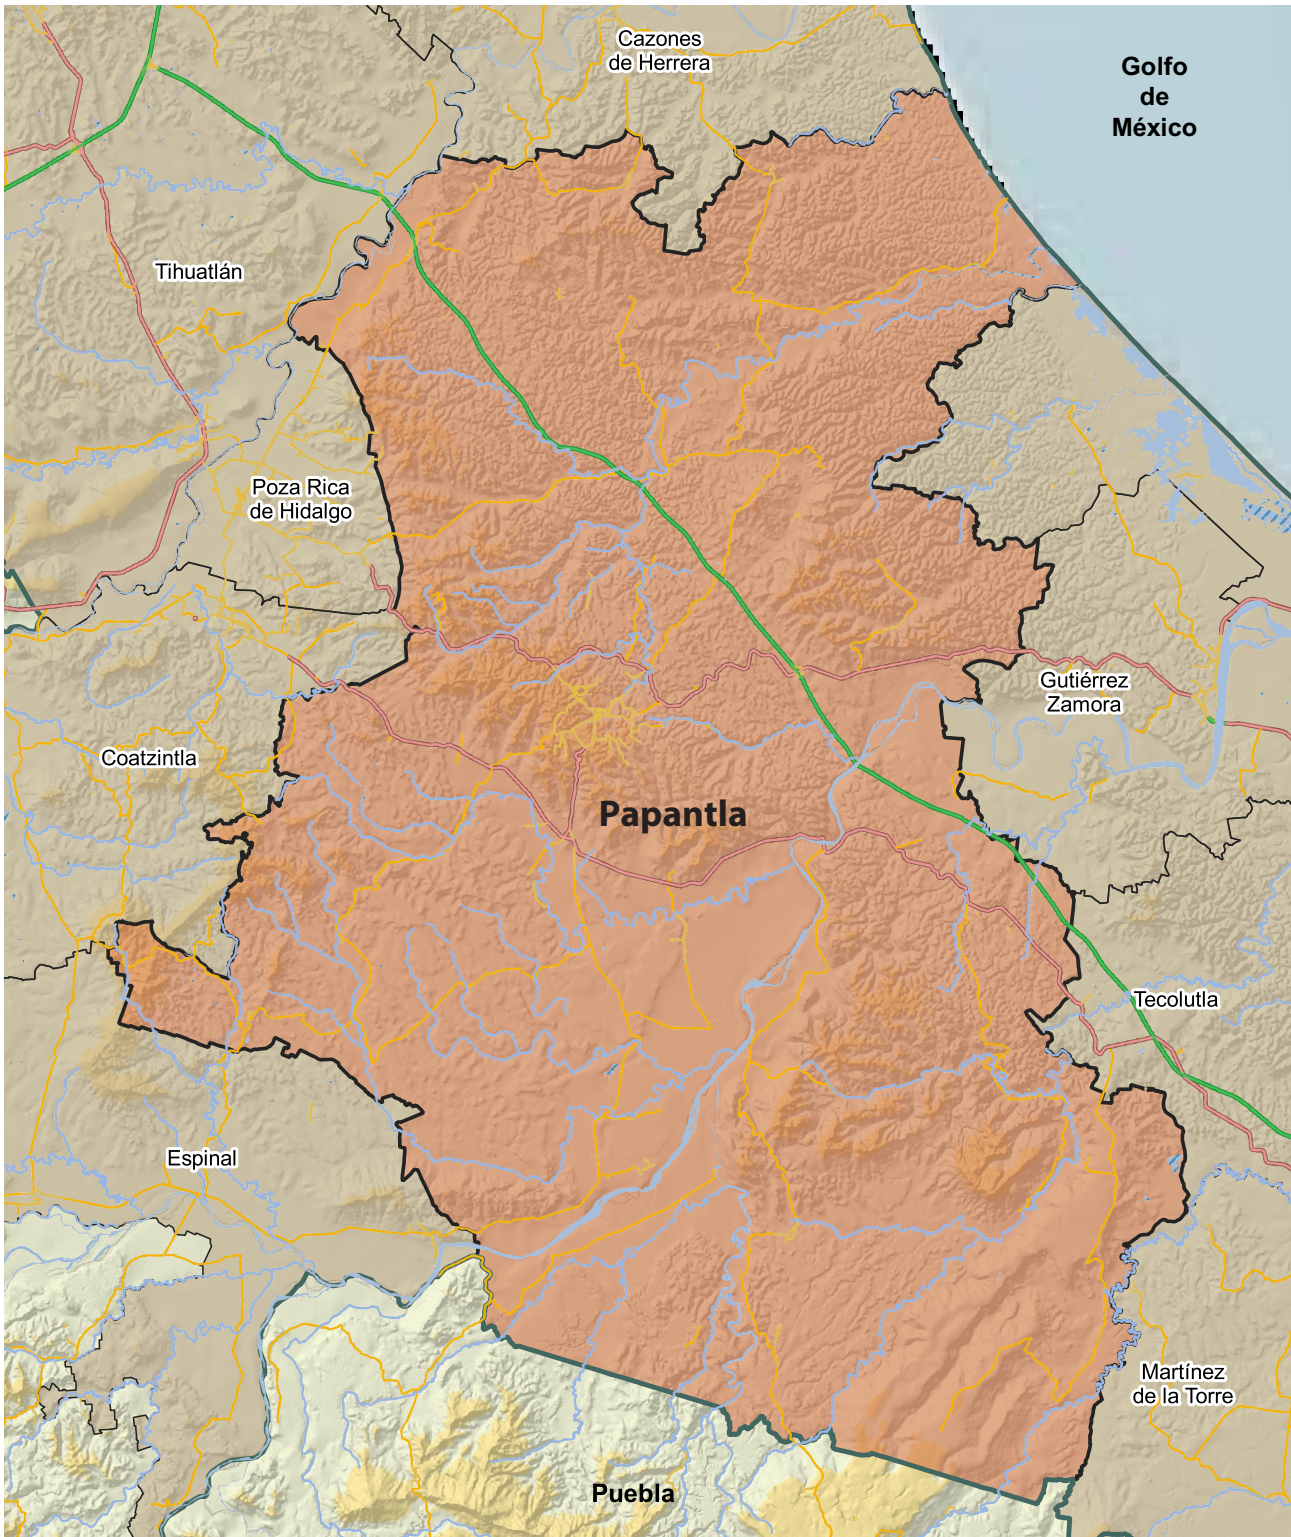 Cazones
de Herrera
Golfo
de
México
Tihuatlán
Poza Rica
de Hidalgo
Gutiérrez
Zamora
Coatzintla
Papantla
Tecolutla
Espinal
Martínez
de la Torre
Puebla